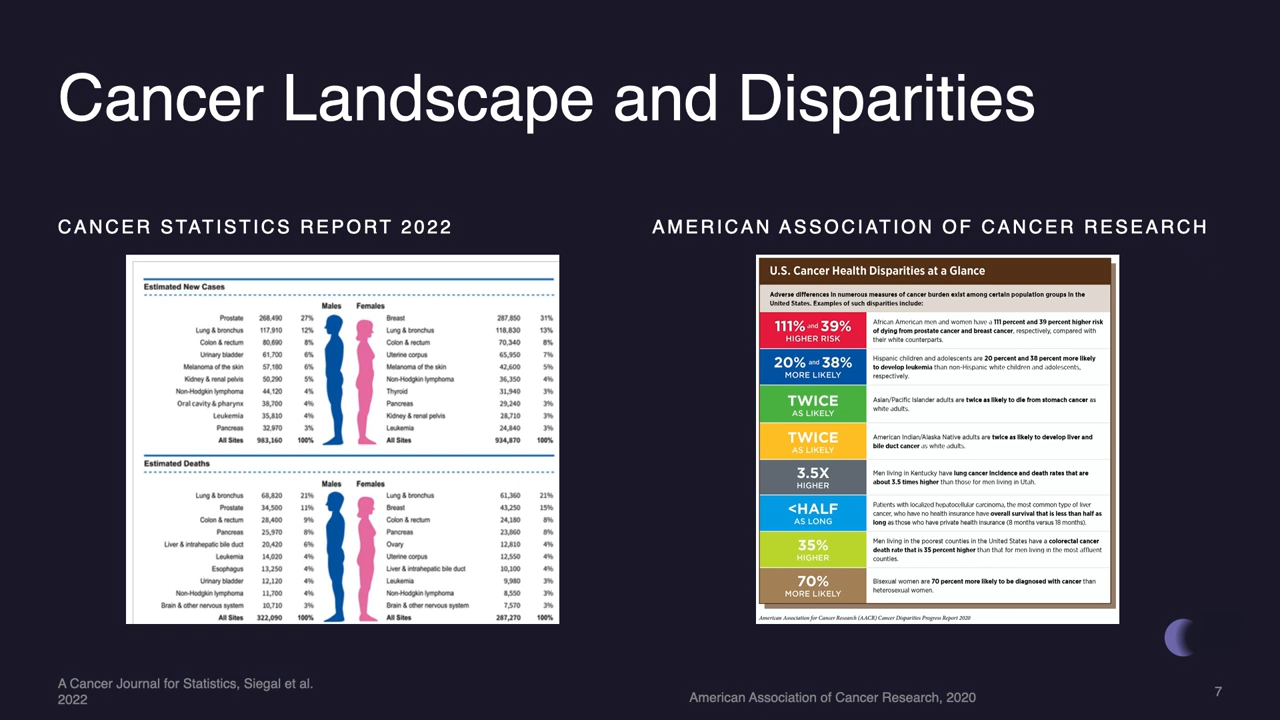 Cancer Landscape and Disparities
CANCER STATISTICS REPORT 2022
Estimated New Cases
Males Females
Prostate 268,490 27% Breast 287,850 31%
Lung & bronchus 117,910 12% Lung & bronchus 118,830 13%
Colon & rectum 80,690 8% Colon & rectum 70,340 8%
Urinary bladder 61,700 6% Uterine corpus 65,950 7%
Melanoma of the skin 57,180 6% Melanoma of the skin 42,600 5%
Kidney & renal pelvis 50,290 5% Non-Hodgkin lymphoma 36,350 4%
Non-Hodgkin lymphoma 44,120 4% Thyroid 31,940 3%
Oral cavity & pharynx 38,700 4% Pancreas 29,240 3%
Leukemia 35,810 4% Kidney & renal pelvis 28,710 3%
Pancreas 32,970 3% Leukemia 24,840 3%
All Sites 983,160 100% All Sites 934,870 100%
Estimated Deaths
Males Females
Lung & bronchus 68,820 21% Lung & bronchus 61,360 21%
Prostate 34,500 11% Breast 43,250 15%
Colon & rectum 28,400 9% Colon & rectum 24,180 8%
Pancreas 25,970 8% Pancreas 23,860 8%
Liver & intrahepatic bile duct 20,420 6% Ovary 12,810 4%
Leukemia 14,020 4% Uterine corpus 12,550 4%
Esophagus 13,250 4% Liver & intrahepatic bile duct 10,100 4%
Urinary bladder 12,120 4% Leukemia 9,980 3%
Non-Hodgkin lymphoma 11,700 4% Non-Hodgkin lymphoma 8,550 3%
Brain & other nervous system 10,710 3% Brain & other nervous system 7,570 3%
All Sites 322,090 100% All Sites 287,270 100%
A Cancer Journal for Statistics, Siegal et al.
2022
AMERICAN ASSOCIATION OF CANCER RESEARCH
U.S. Cancer Health Disparities at a Glance
Adverse differences in numerous measures of cancer burden exist among certain population groups in the
United States. Examples of such disparities include:
111% and 39%
HIGHER RISK
African American men and women have a 111 percent and 39 percent higher risk
of dying from prostate cancer and breast cancer, respectively, compared with
their white counterparts.
20% and 38%
MORE LIKELY
Hispanic children and adolescents are 20 percent and 38 percent more likely
to develop leukemia than non-Hispanic white children and adolescents,
respectively.
TWICE
AS LIKELY
Asian/Pacific Islander adults are twice as likely to die from stomach cancer as
white adults.
TWICE
AS LIKELY
American Indian/Alaska Native adults are twice as likely to develop liver and
bile duct cancer as white adults.
3.5X
HIGHER
Men living in Kentucky have lung cancer incidence and death rates that are
about 3.5 times higher than those for men living in Utah.
<HALF
AS LONG
Patients with localized hepatocellular carcinoma, the most common type of liver
cancer, who have no health insurance have overall survival that is less than half as
long as those who have private health insurance (8 months versus 18 months).
35%
HIGHER
Men living in the poorest counties in the United States have a colorectal cancer
death rate that is 35 percent higher than that for men living in the most affluent
counties.
70%
MORE LIKELY
Bisexual women are 70 percent more likely to be diagnosed with cancer than
heterosexual women.
American Association for Cancer Research (AACR) Cancer Disparities Progress Report 2020
American Association of Cancer Research, 2020
7